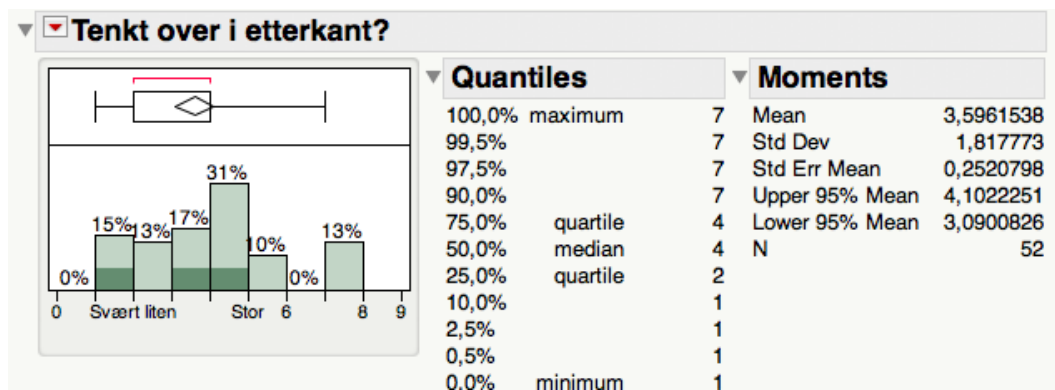 Tenkt over i etterkant?
0% 15% 13% 17% 31% 10% 0% 13%
0 Svært liten Stor 6 8 9
Quantiles
100,0% maximum 7
99,5% 7
97,5% 7
90,0% 7
75,0% quartile 4
50,0% median 4
25,0% quartile 2
10,0% 1
2,5% 1
0,5% 1
0,0% minimum 1
Moments
Mean 3,5961538
Std Dev 1,817773
Std Err Mean 0,2520798
Upper 95% Mean 4,1022251
Lower 95% Mean 3,0900826
N 52